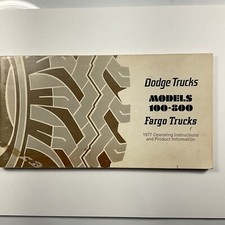 Dodge Trucks
MODELS
100-800
Fargo Trucks
1977 Operating Instructions
and Product Information